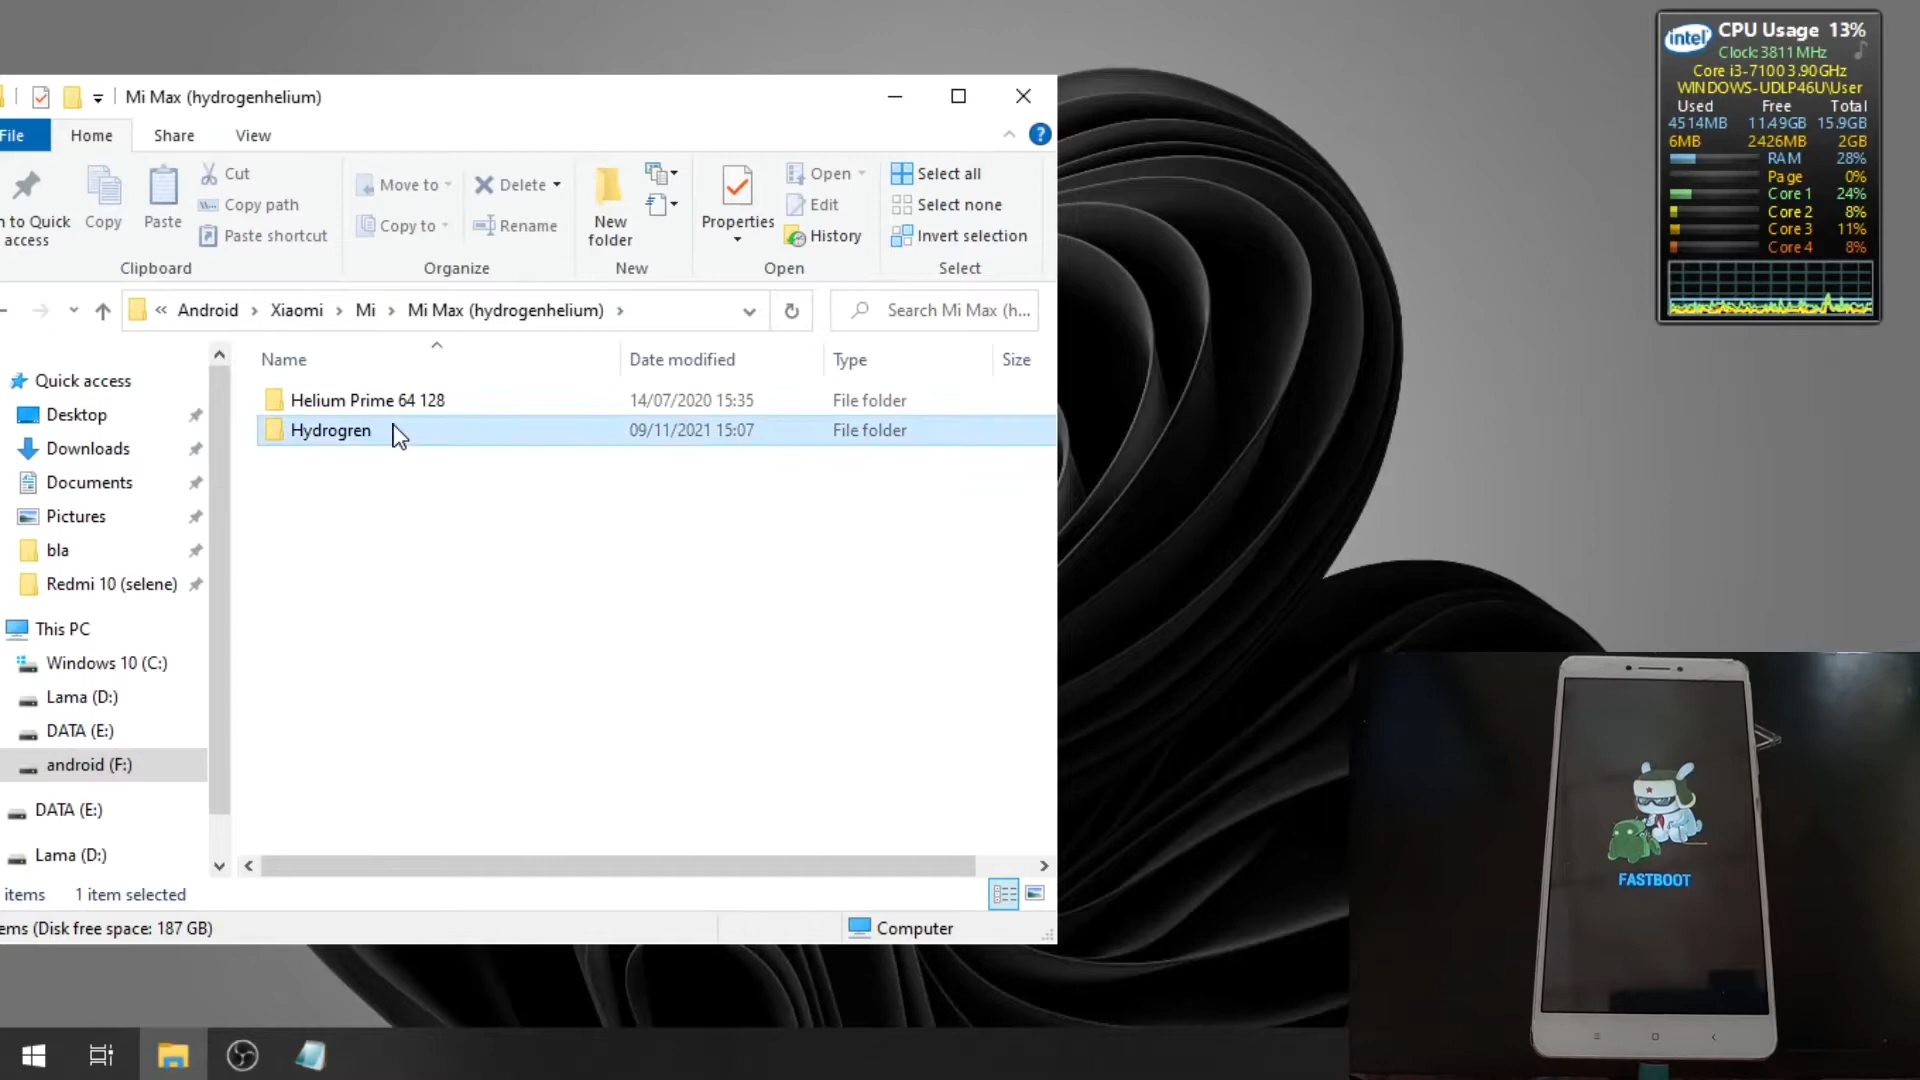 Mi Max (hydrogenhelium)
File Home Share View
n to Quick access
Copy
Paste
Cut
Copy path
Paste shortcut
Clipboard
Move to
Copy to
Delete
Rename
Organize
New folder
New
Properties
Open
Edit
History
Open
Select all
Select none
Invert selection
Select
« Android > Xiaomi > Mi > Mi Max (hydrogenhelium) >
Search Mi Max (h...
Name Date modified Type Size
Helium Prime 64 128 14/07/2020 15:35 File folder
Hydrogren 09/11/2021 15:07 File folder
Quick access
Desktop
Downloads
Documents
Pictures
bla
Redmi 10 (selene)
This PC
Windows 10 (C:)
Lama (D:)
DATA (E:)
android (F:)
DATA (E:)
Lama (D:)
items 1 item selected
ems (Disk free space: 187 GB)
Computer
intel
CPU Usage 13%
Clock: 3811 MHz
Core i3-7100 3.90GHz
WINDOWS-UDLP46U\User
Used Free Total
4514MB 11.49GB 15.9GB
6MB 2426MB 2GB
RAM 28%
Page 0%
Core 1 24%
Core 2 8%
Core 3 11%
Core 4 8%
FASTBOOT